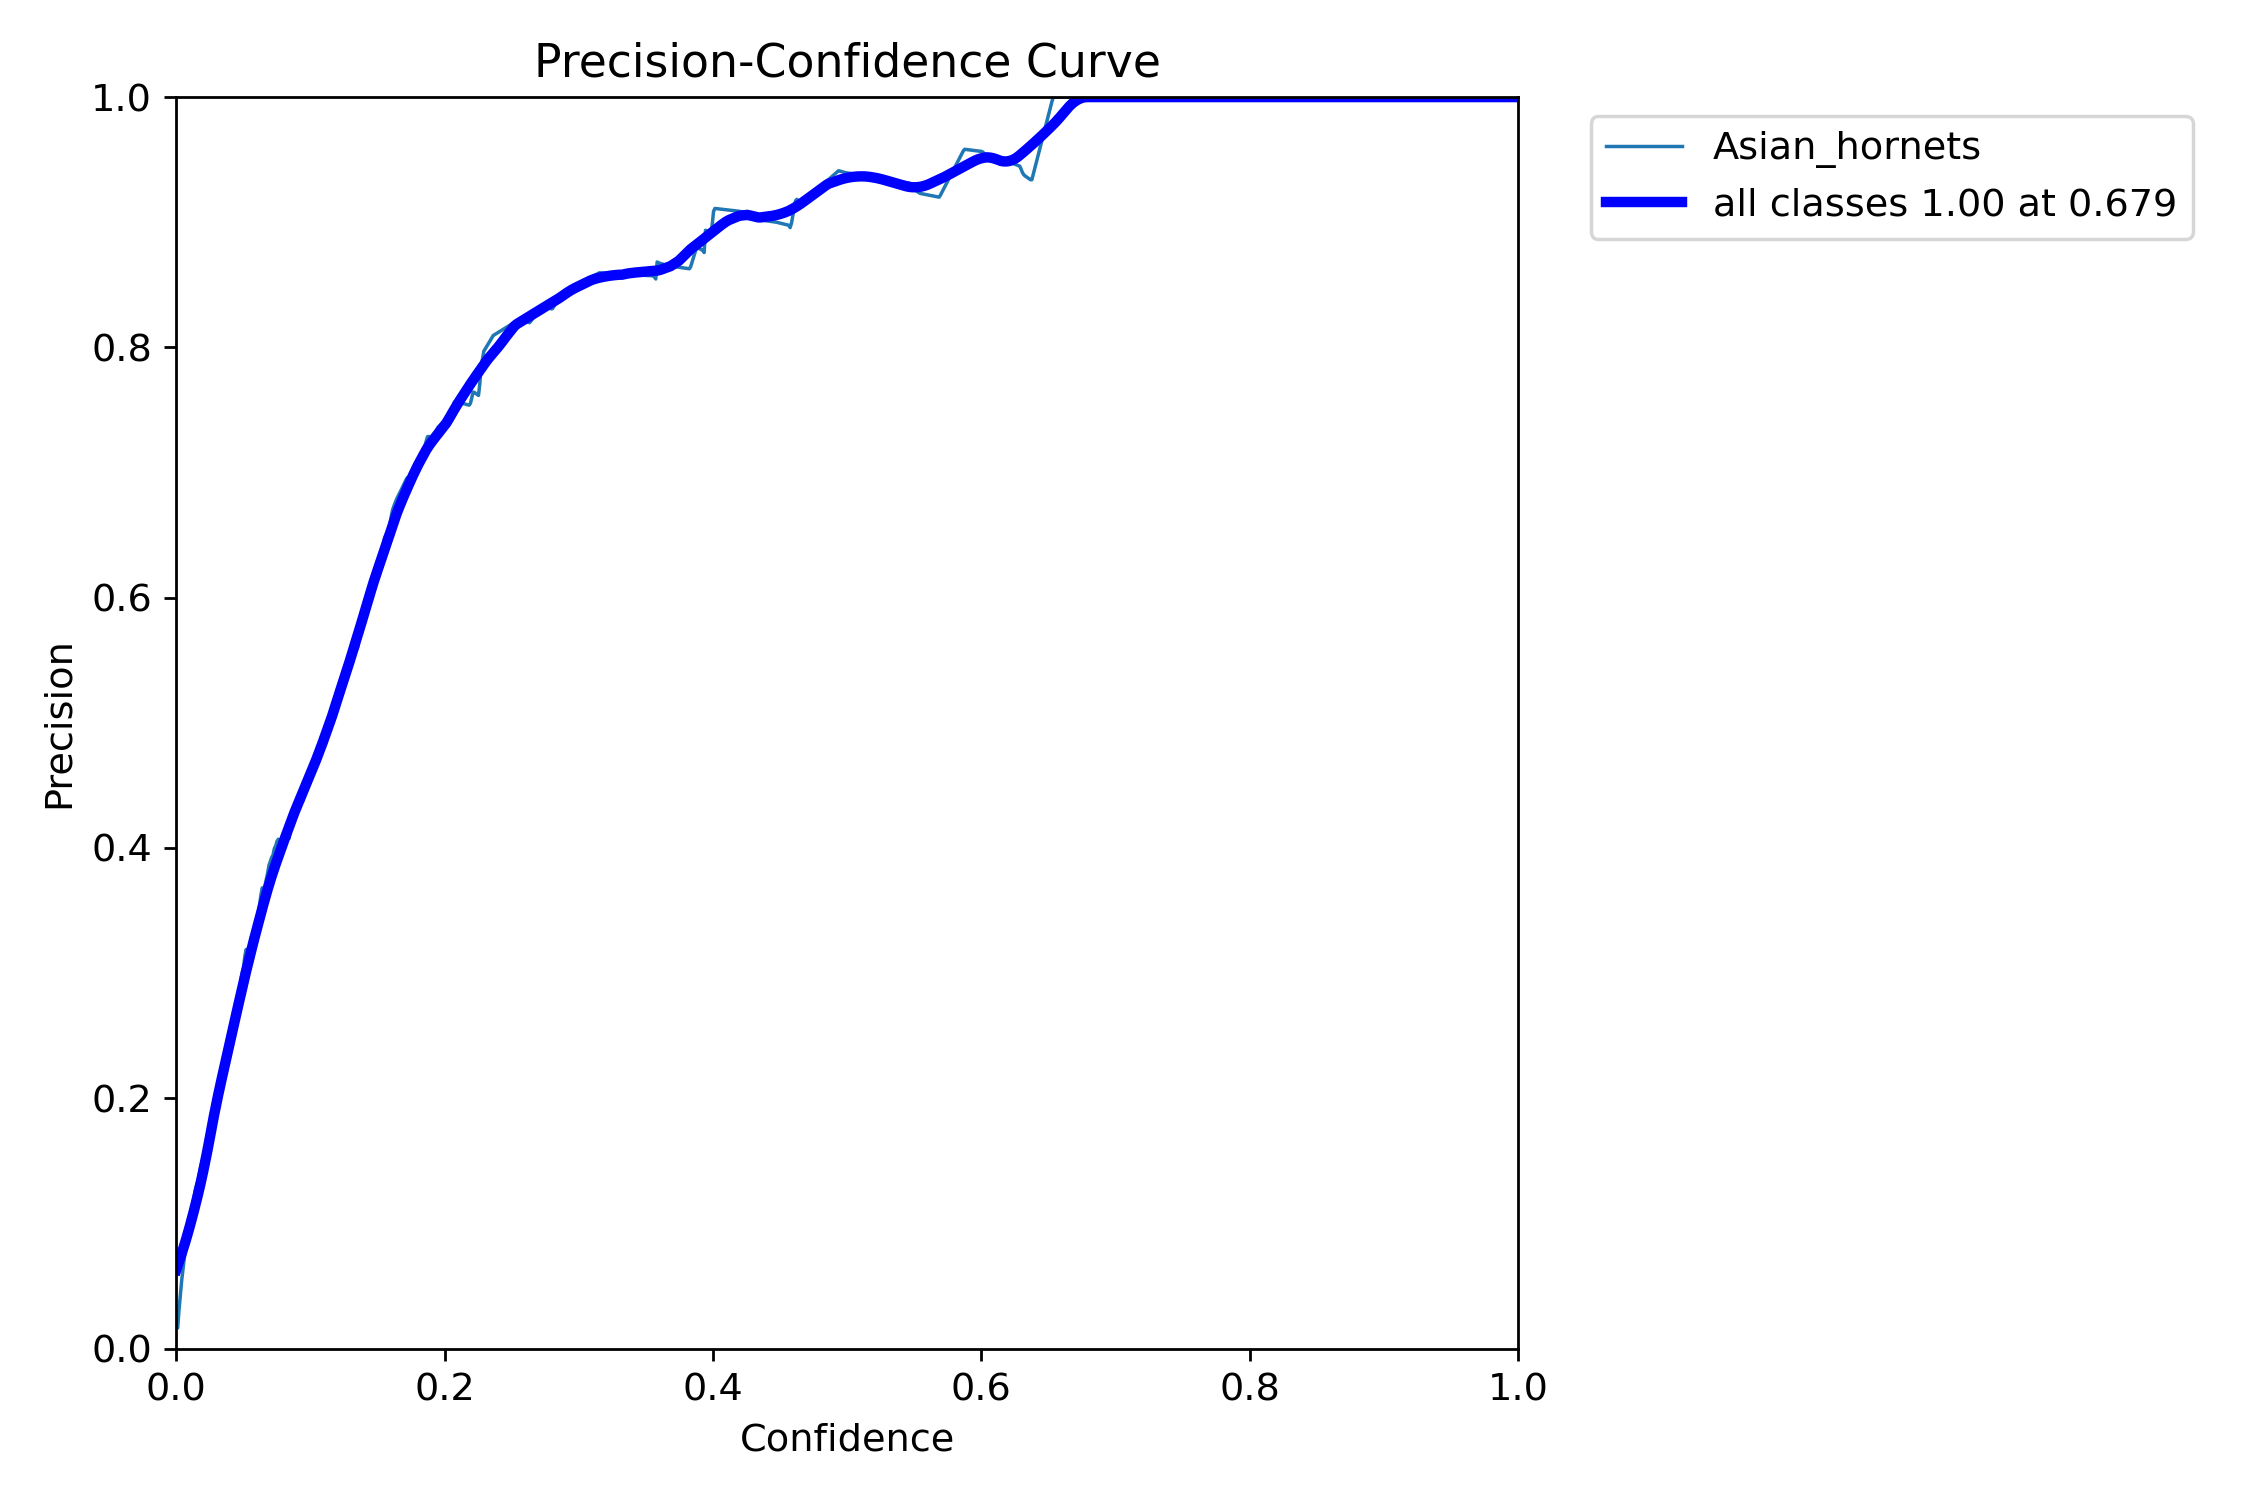 Precision-Confidence Curve
1.0
0.8
0.6
0.4
0.2
0.0
Precision
0.0 0.2 0.4 0.6 0.8 1.0
Confidence
Asian_hornets
all classes 1.00 at 0.679